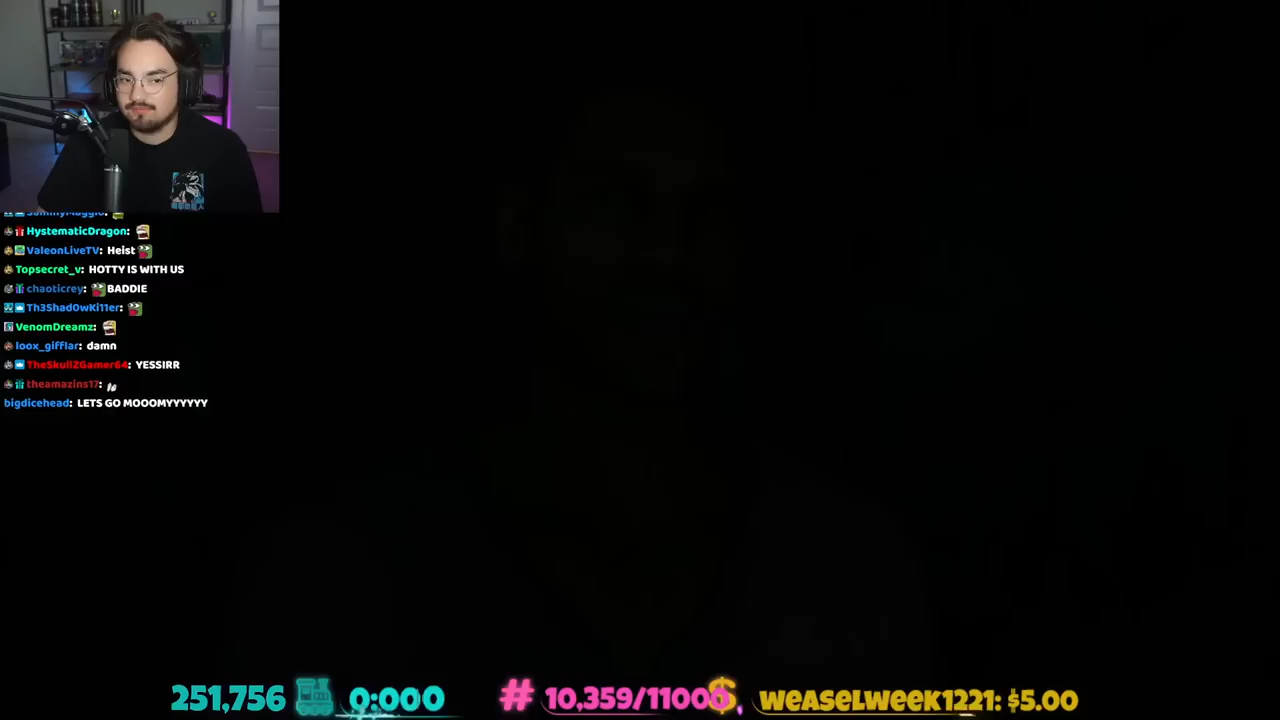 HystematicDragon:
ValeonLiveTV: Heist
Topsecret_v: HOTTY IS WITH US
chaoticrey: BADDIE
Th3Shad0wKi11er:
VenomDreamz:
loox_gifflar: damn
TheSkullZGamer64: YESSIRR
theamazins17:
bigdicehead: LETS GO MOOOMYYYYYY
251,756 0:000 # 10,359/11000 $ weaselweek1221: $5.00